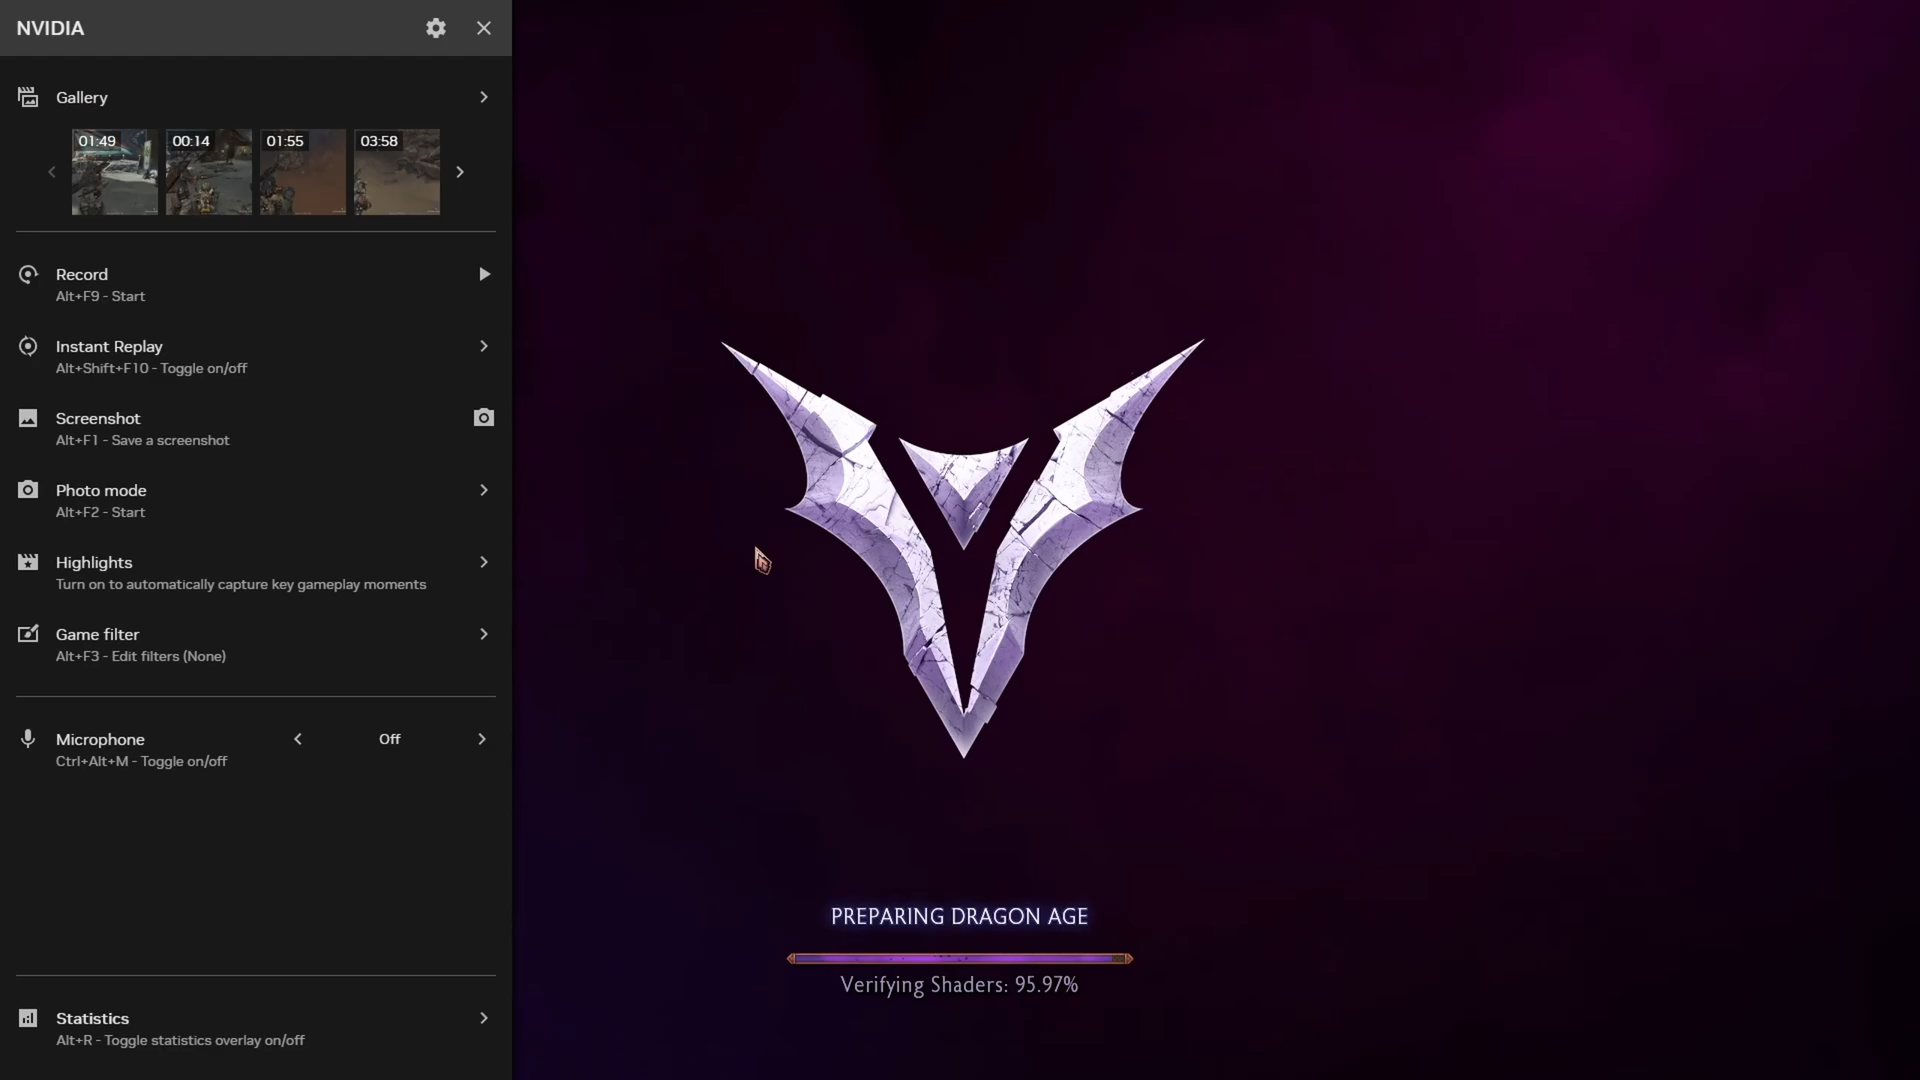 NVIDIA
Gallery
01:49
00:14
01:55
03:58
Record
Alt+F9 - Start
Instant Replay
Alt+Shift+F10 - Toggle on/off
Screenshot
Alt+F1 - Save a screenshot
Photo mode
Alt+F2 - Start
Highlights
Turn on to automatically capture key gameplay moments
Game filter
Alt+F3 - Edit filters (None)
Microphone
Off
Ctrl+Alt+M - Toggle on/off
Statistics
Alt+R - Toggle statistics overlay on/off
PREPARING DRAGON AGE
Verifying Shaders: 95.97%